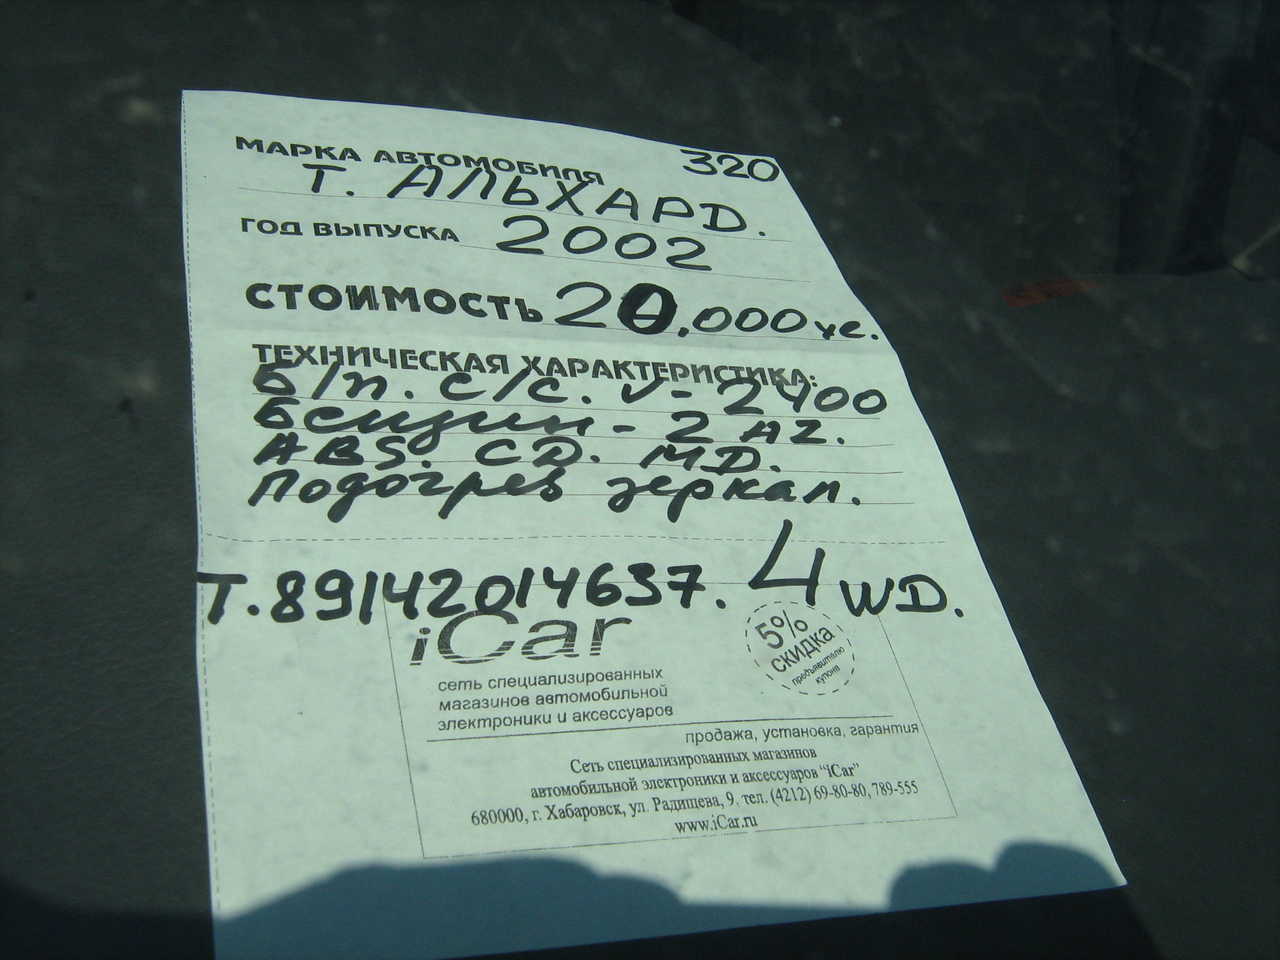 МАРКА АВТОМОБИЛЯ 320
Т. АЛЬХАРД.
ГОД ВЫПУСКА 2002
СТОИМОСТЬ 20.000 уе.
ТЕХНИЧЕСКАЯ ХАРАКТЕРИСТИКА:
Б/п. с/с. V - 2400
Бензин - 2 AZ.
ABS. CD. MD.
Подогрев зеркал.
Т.89142014637. 4 WD.
iCar
5%
СКИДКА
предъявителю
купона
сеть специализированных
магазинов автомобильной
электроники и аксессуаров
продажа, установка, гарантия
Сеть специализированных магазинов
автомобильной электроники и аксессуаров "iCar"
680000, г. Хабаровск, ул. Радищева, 9. тел. (4212) 69-80-80, 789-555
www.iCar.ru